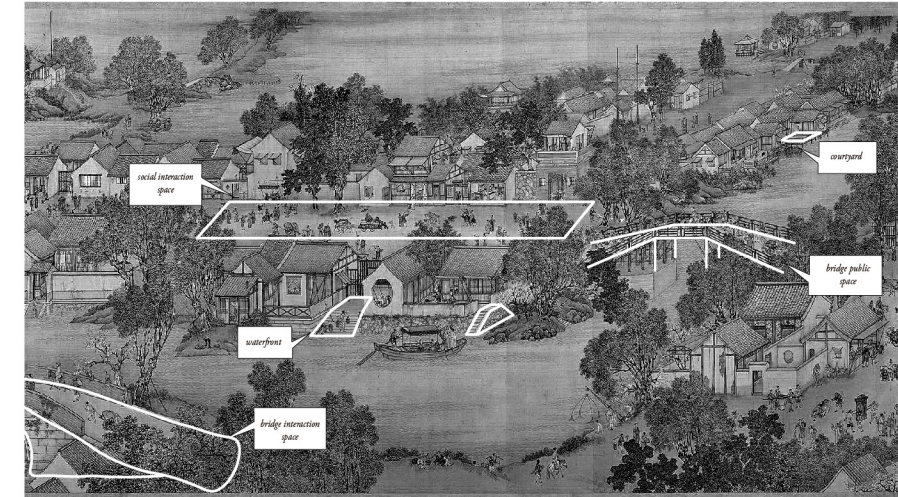 courtyard
social interaction
space
bridge public
space
waterfront
bridge interaction
space